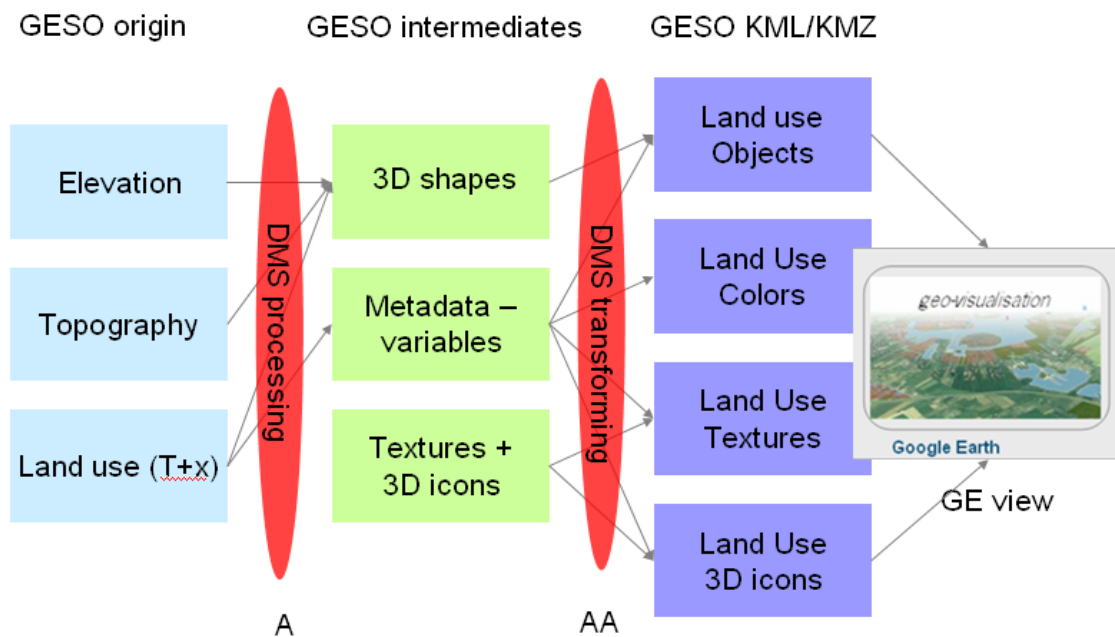 GESO origin
GESO intermediates
GESO KML/KMZ
Elevation
Topography
Land use (T+x)
DMS processing
A
3D shapes
Metadata –
variables
Textures +
3D icons
DMS transforming
AA
Land use
Objects
Land Use
Colors
Land Use
Textures
Land Use
3D icons
geo-visualisation
Google Earth
GE view